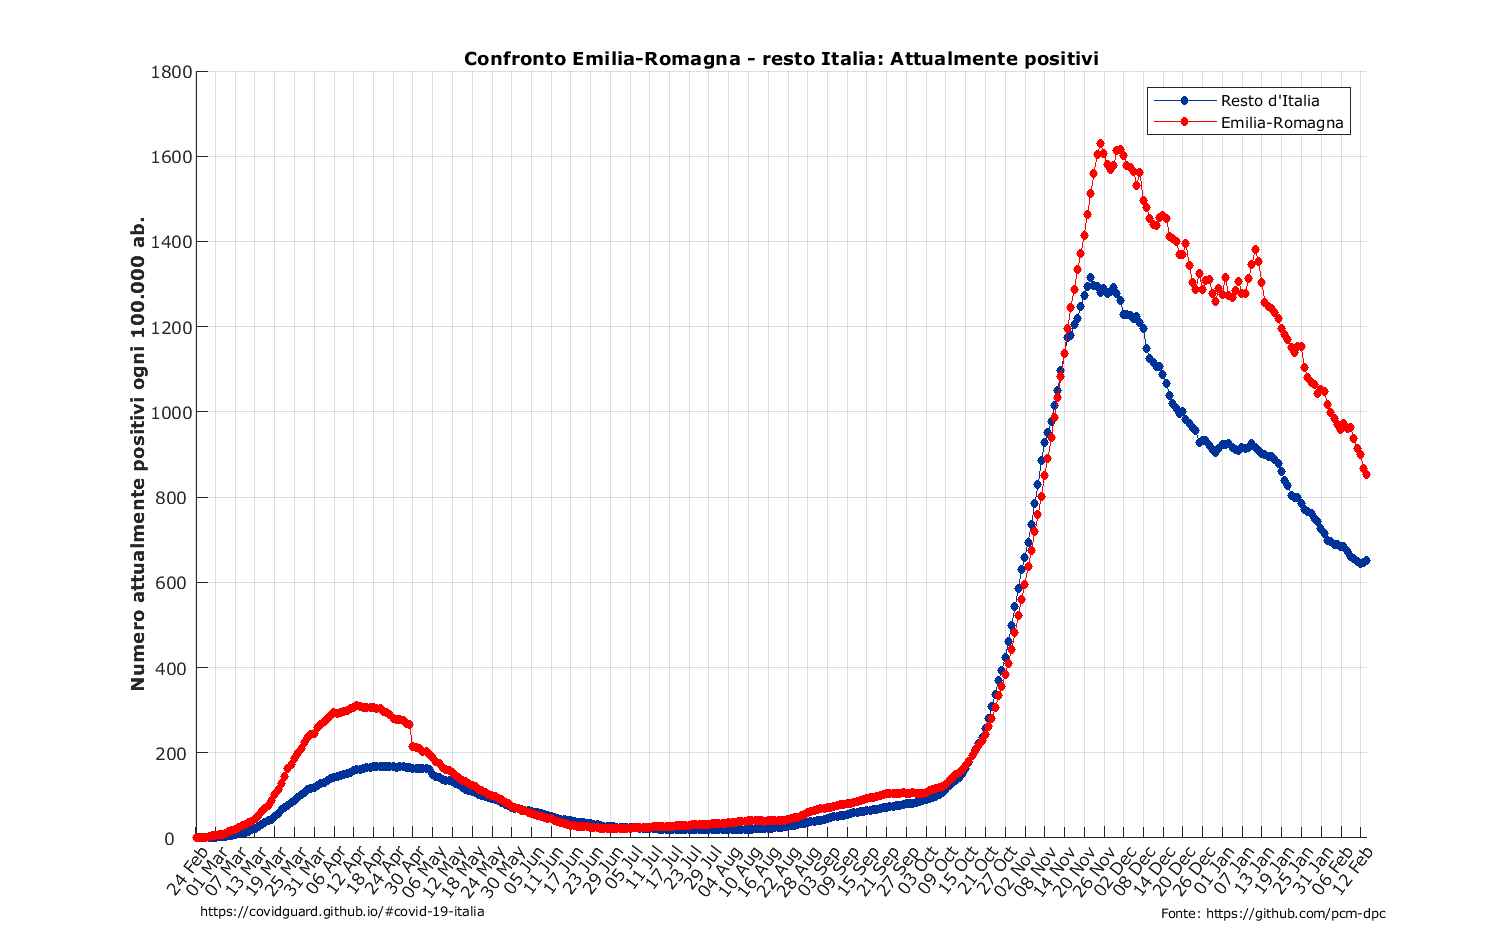 Confronto Emilia-Romagna - resto Italia: Attualmente positivi
Resto d'Italia
Emilia-Romagna
Numero attualmente positivi ogni 100.000 ab.
1800
1600
1400
1200
1000
800
600
400
200
0
24 Feb
01 Mar
07 Mar
13 Mar
19 Mar
25 Mar
31 Mar
06 Apr
12 Apr
18 Apr
24 Apr
30 Apr
06 May
12 May
18 May
24 May
30 May
05 Jun
11 Jun
17 Jun
23 Jun
29 Jun
05 Jul
11 Jul
17 Jul
23 Jul
29 Jul
04 Aug
10 Aug
16 Aug
22 Aug
28 Aug
03 Sep
09 Sep
15 Sep
21 Sep
27 Sep
03 Oct
09 Oct
15 Oct
21 Oct
27 Oct
02 Nov
08 Nov
14 Nov
20 Nov
26 Nov
02 Dec
08 Dec
14 Dec
20 Dec
26 Dec
01 Jan
07 Jan
13 Jan
19 Jan
25 Jan
31 Jan
06 Feb
12 Feb
https://covidguard.github.io/#covid-19-italia
Fonte: https://github.com/pcm-dpc